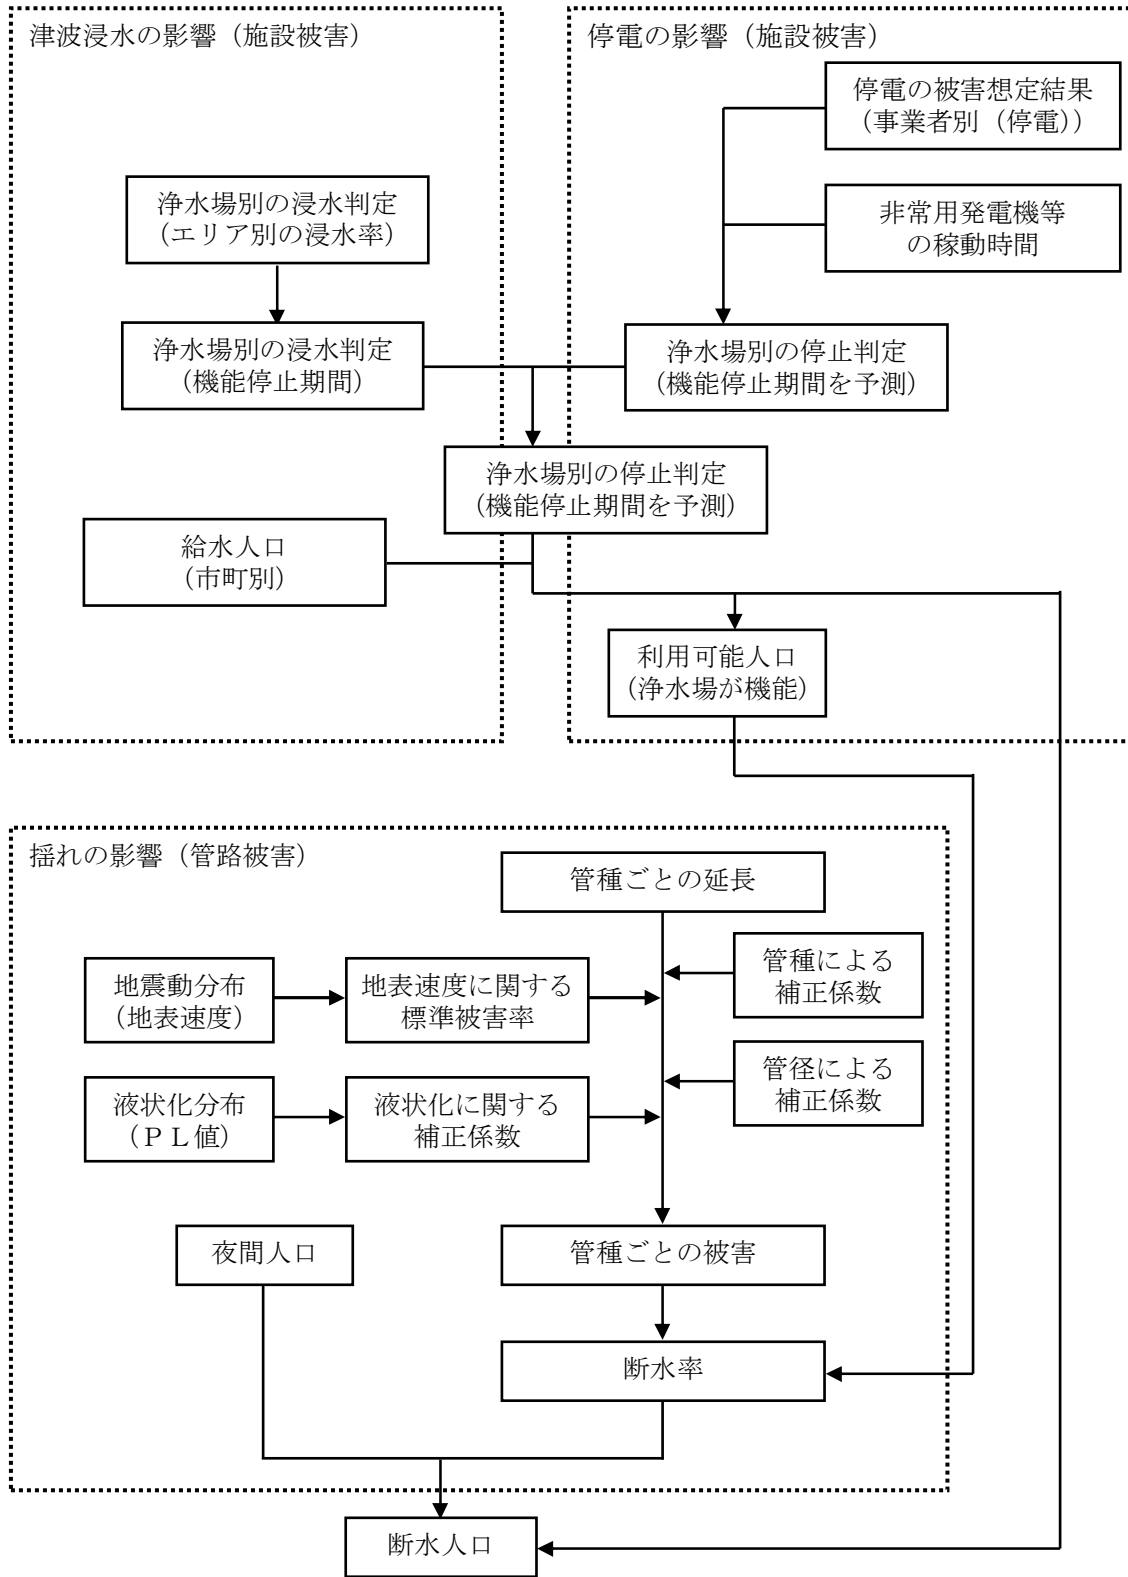 津波浸水の影響（施設被害）
停電の影響（施設被害）
停電の被害想定結果
（事業者別（停電））
浄水場別の浸水判定
（エリア別の浸水率）
非常用発電機等
の稼動時間
浄水場別の浸水判定
（機能停止期間）
浄水場別の停止判定
（機能停止期間を予測）
浄水場別の停止判定
（機能停止期間を予測）
給水人口
（市町別）
利用可能人口
（浄水場が機能）
揺れの影響（管路被害）
管種ごとの延長
管種による
補正係数
地震動分布
（地表速度）
地表速度に関する
標準被害率
管径による
補正係数
液状化分布
（ＰＬ値）
液状化に関する
補正係数
夜間人口
管種ごとの被害
断水率
断水人口